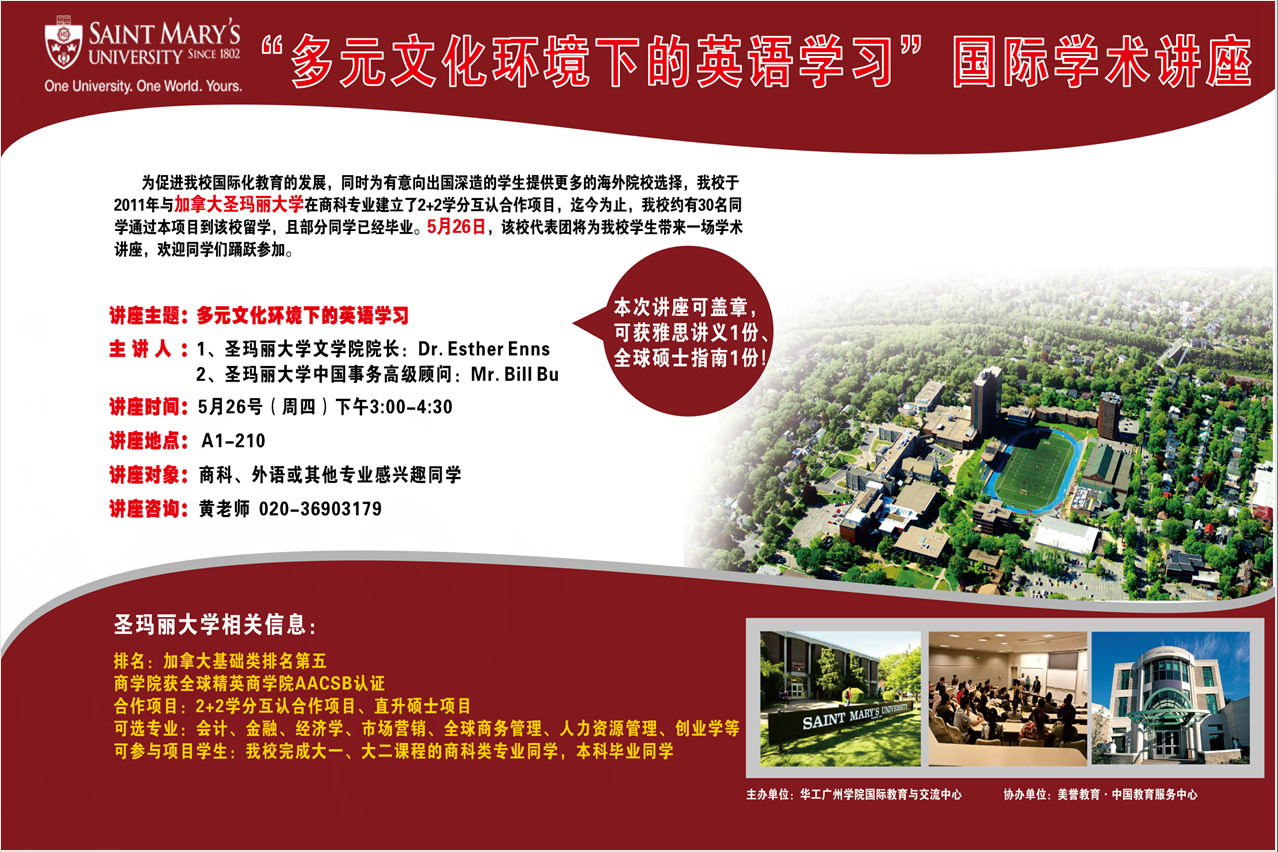 SAINT MARY'S
UNIVERSITY SINCE 1802
One University. One World. Yours.
“多元文化环境下的英语学习”国际学术讲座
为促进我校国际化教育的发展，同时为有意向出国深造的学生提供更多的海外院校选择，我校于
2011年与加拿大圣玛丽大学在商科专业建立了2+2学分互认合作项目，迄今为止，我校约有30名同
学通过本项目到该校留学，且部分同学已经毕业。5月26日，该校代表团将为我校学生带来一场学术
讲座，欢迎同学们踊跃参加。
本次讲座可盖章，
可获雅思讲义1份、
全球硕士指南1份!
讲座主题：多元文化环境下的英语学习
主 讲 人 ：1、圣玛丽大学文学院院长：Dr. Esther Enns
2、圣玛丽大学中国事务高级顾问：Mr. Bill Bu
讲座时间：5月26号（周四）下午3:00-4:30
讲座地点：A1-210
讲座对象：商科、外语或其他专业感兴趣同学
讲座咨询：黄老师 020-36903179
圣玛丽大学相关信息：
排名：加拿大基础类排名第五
商学院获全球精英商学院AACSB认证
合作项目：2+2学分互认合作项目、直升硕士项目
可选专业：会计、金融、经济学、市场营销、全球商务管理、人力资源管理、创业学等
可参与项目学生：我校完成大一、大二课程的商科类专业同学，本科毕业同学
SAINT MARY'S UNIVERSITY
主办单位：华工广州学院国际教育与交流中心 协办单位：美誉教育·中国教育服务中心